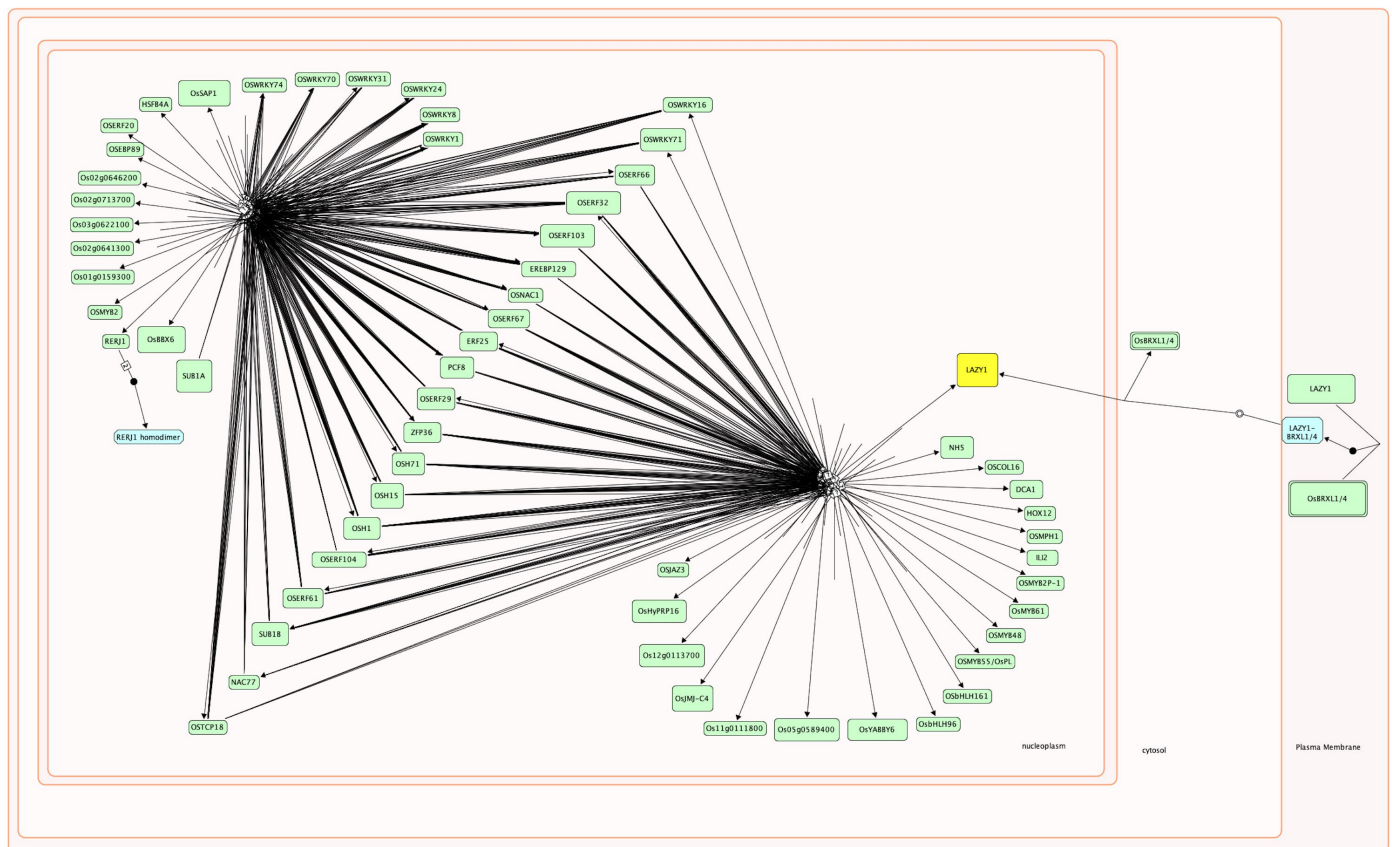 OSWRKY74
OSWRKY70
OSWRKY31
OsSAP1
OSWRKY24
HSFB4A
OSWRKY16
OSWRKY8
OSERF20
OSWRKY1
OSWRKY71
OSEBP89
OSERF66
Os02g0646200
Os02g0713700
OSERF32
Os03g0622100
OSERF103
Os02g0641300
EREBP129
Os01g0159300
OSNAC1
OSMYB2
OSERF67
RERJ1
OsBBX6
ERF25
OsBRXL1/4
PCF8
LAZY1
SUB1A
LAZY1
OSERF29
ZFP36
LAZY1-
BRXL1/4
RERJ1 homodimer
NH5
OSH71
OSCOL16
OSH15
DCA1
OsBRXL1/4
HOX12
OSH1
OSMPH1
OSERF104
ILI2
OSJAZ3
OSMYB2P-1
OSERF61
OsHyPRP16
OsMYB61
SUB1B
OSMYB48
Os12g0113700
OSMYB55/OsPL
NAC77
OsJMJ-C4
OSbHLH161
OSTCP18
Os11g0111800
Os05g0589400
OsYABBY6
OsbHLH96
nucleoplasm
cytosol
Plasma Membrane